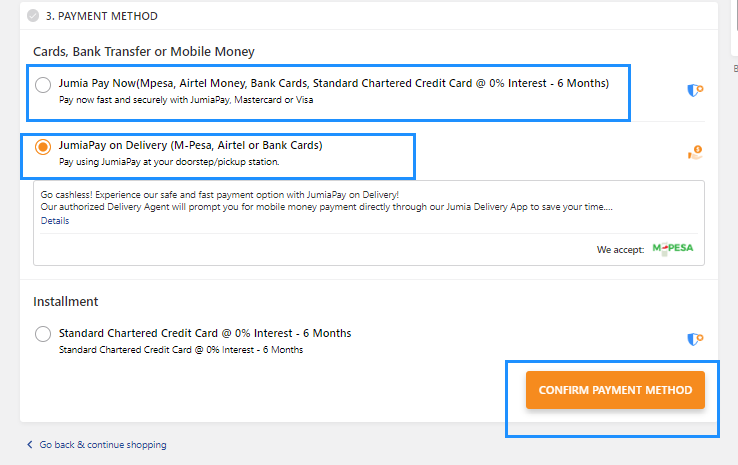 3. PAYMENT METHOD
Cards, Bank Transfer or Mobile Money
Jumia Pay Now(Mpesa, Airtel Money, Bank Cards, Standard Chartered Credit Card @ 0% Interest - 6 Months)
Pay now fast and securely with JumiaPay, Mastercard or Visa
JumiaPay on Delivery (M-Pesa, Airtel or Bank Cards)
Pay using JumiaPay at your doorstep/pickup station.
Go cashless! Experience our safe and fast payment option with JumiaPay on Delivery!
Our authorized Delivery Agent will prompt you for mobile money payment directly through our Jumia Delivery App to save your time....
Details
We accept: M-PESA
Installment
Standard Chartered Credit Card @ 0% Interest - 6 Months
Standard Chartered Credit Card @ 0% Interest - 6 Months
CONFIRM PAYMENT METHOD
Go back & continue shopping